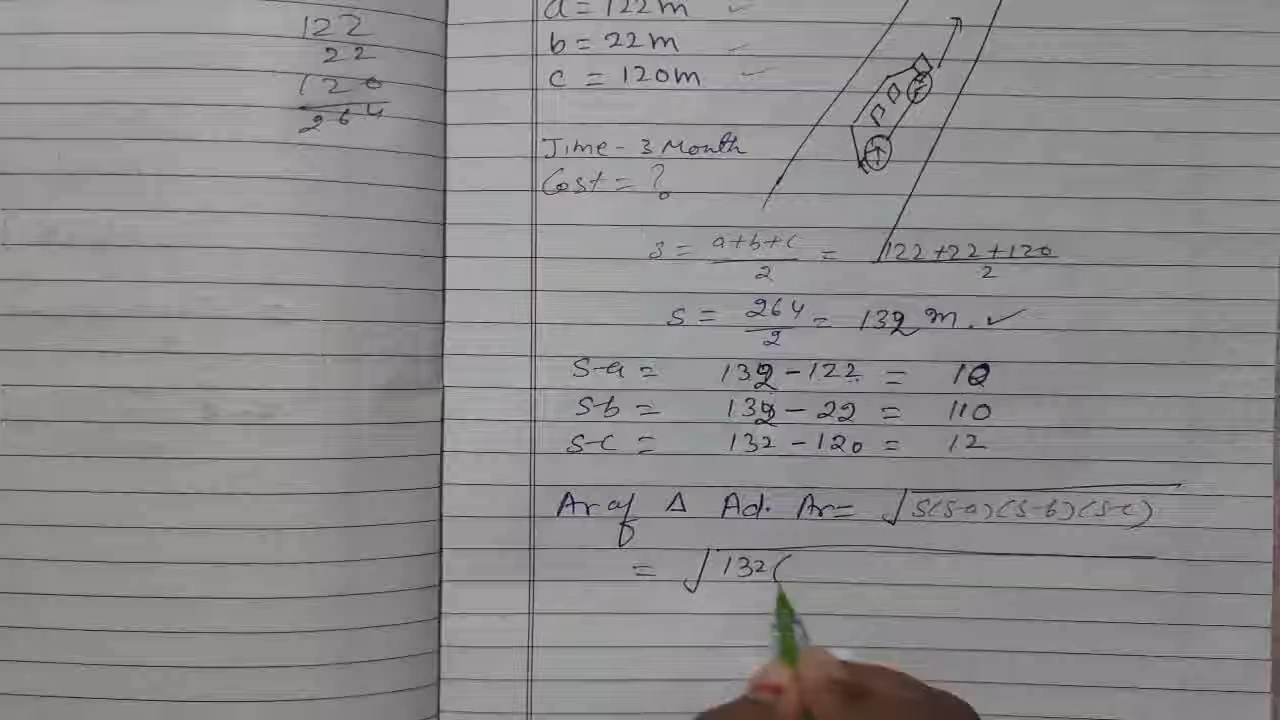 122
22
120
264
a = 122m
b = 22m
c = 120m
Time - 3 Month
Cost = ?
S = a+b+c/2 = 122+22+120/2
S = 264/2 = 132 m.
s-a = 132 - 122 = 10
s-b = 132 - 22 = 110
s-c = 132 - 120 = 12
Ar of Δ Ad. Ar = √s(s-a)(s-b)(s-c)
= √132(